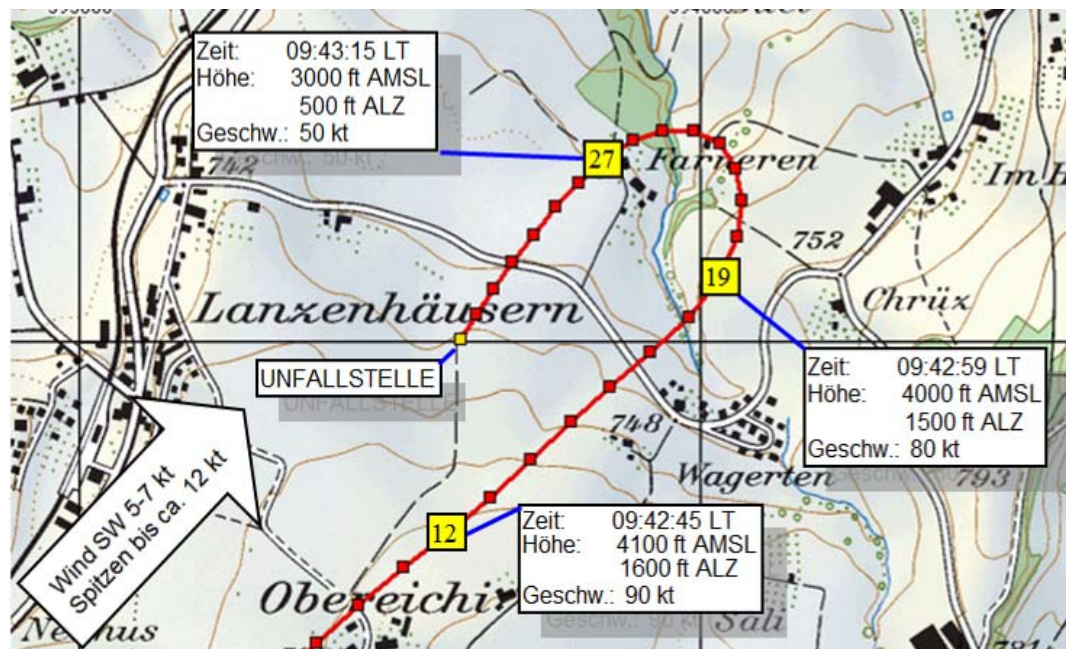 Zeit: 09:43:15 LT
Höhe: 3000 ft AMSL
500 ft ALZ
Geschw.: 50 kt
742
27
Farneren
Im H
752
19
Chrüz
Lanzenhäusern
UNFALLSTELLE
Zeit: 09:42:59 LT
Höhe: 4000 ft AMSL
1500 ft ALZ
Geschw.: 80 kt
748
Wagerten
793
Wind SW 5-7 kt
Spitzen bis ca. 12 kt
12
Zeit: 09:42:45 LT
Höhe: 4100 ft AMSL
1600 ft ALZ
Geschw.: 90 kt
Obereichi
Sali